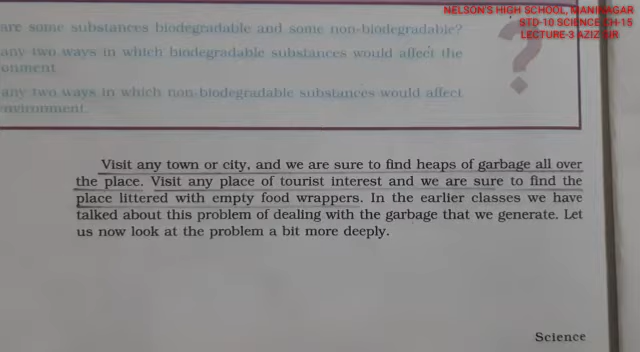 NELSON'S HIGH SCHOOL, MANINAGAR
STD-10 SCIENCE CH-15
LECTURE-3 AZIZ SIR
are some substances biodegradable and some non-biodegradable?
any two ways in which biodegradable substances would affect the
onment
any two ways in which non-biodegradable substances would affect
environment.
?
Visit any town or city, and we are sure to find heaps of garbage all over
the place. Visit any place of tourist interest and we are sure to find the
place littered with empty food wrappers. In the earlier classes we have
talked about this problem of dealing with the garbage that we generate. Let
us now look at the problem a bit more deeply.
Science